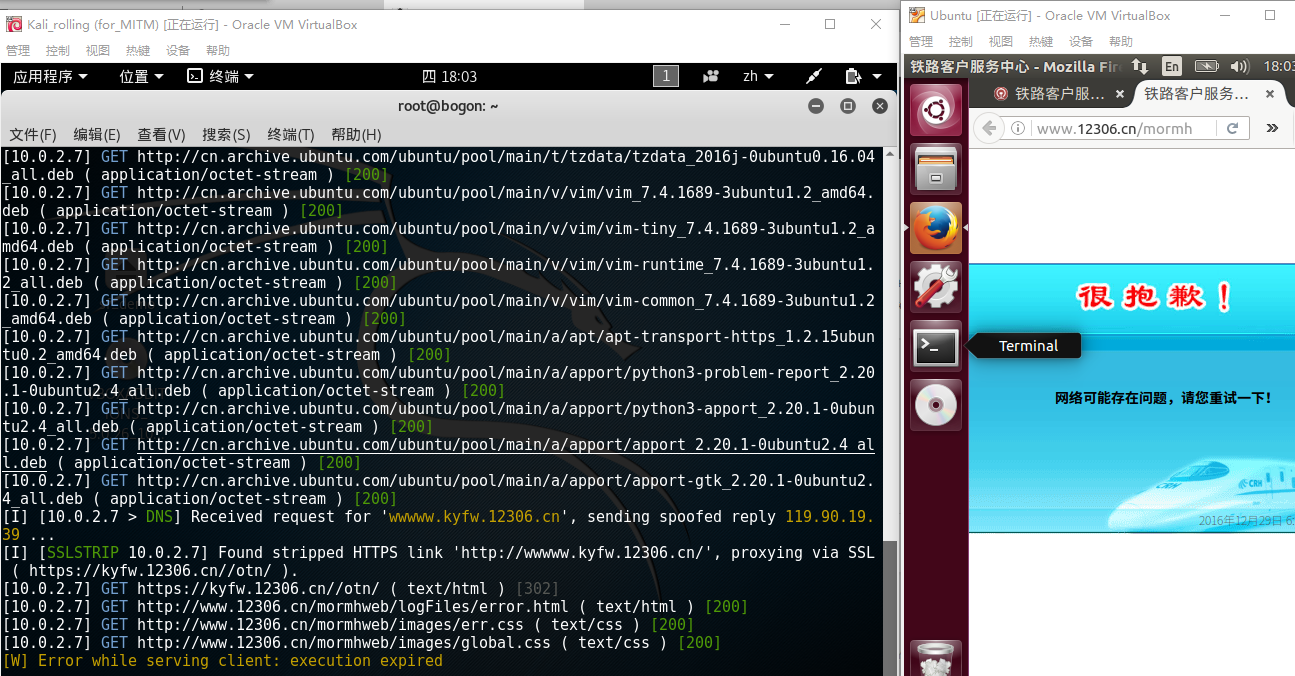 Kali_rolling (for_MITM) [正在运行] - Oracle VM VirtualBox
管理 控制 视图 热键 设备 帮助
应用程序 位置 终端 四 18:03 1 zh
root@bogon: ~
文件(F) 编辑(E) 查看(V) 搜索(S) 终端(T) 帮助(H)
[10.0.2.7] GET http://cn.archive.ubuntu.com/ubuntu/pool/main/t/tzdata/tzdata_2016j-0ubuntu0.16.04
_all.deb ( application/octet-stream ) [200]
[10.0.2.7] GET http://cn.archive.ubuntu.com/ubuntu/pool/main/v/vim/vim_7.4.1689-3ubuntu1.2_amd64.
deb ( application/octet-stream ) [200]
[10.0.2.7] GET http://cn.archive.ubuntu.com/ubuntu/pool/main/v/vim/vim-tiny_7.4.1689-3ubuntu1.2_a
md64.deb ( application/octet-stream ) [200]
[10.0.2.7] GET http://cn.archive.ubuntu.com/ubuntu/pool/main/v/vim/vim-runtime_7.4.1689-3ubuntu1.
2_all.deb ( application/octet-stream ) [200]
[10.0.2.7] GET http://cn.archive.ubuntu.com/ubuntu/pool/main/v/vim/vim-common_7.4.1689-3ubuntu1.2
_amd64.deb ( application/octet-stream ) [200]
[10.0.2.7] GET http://cn.archive.ubuntu.com/ubuntu/pool/main/a/apt/apt-transport-https_1.2.15ubun
tu0.2_amd64.deb ( application/octet-stream ) [200]
[10.0.2.7] GET http://cn.archive.ubuntu.com/ubuntu/pool/main/a/apport/python3-problem-report_2.20
.1-0ubuntu2.4_all.deb ( application/octet-stream ) [200]
[10.0.2.7] GET http://cn.archive.ubuntu.com/ubuntu/pool/main/a/apport/python3-apport_2.20.1-0ubun
tu2.4_all.deb ( application/octet-stream ) [200]
[10.0.2.7] GET http://cn.archive.ubuntu.com/ubuntu/pool/main/a/apport/apport_2.20.1-0ubuntu2.4_al
l.deb ( application/octet-stream ) [200]
[10.0.2.7] GET http://cn.archive.ubuntu.com/ubuntu/pool/main/a/apport/apport-gtk_2.20.1-0ubuntu2.
4_all.deb ( application/octet-stream ) [200]
[I] [10.0.2.7 > DNS] Received request for 'wwwww.kyfw.12306.cn', sending spoofed reply 119.90.19.
39 ...
[I] [SSLSTRIP 10.0.2.7] Found stripped HTTPS link 'http://wwwww.kyfw.12306.cn/', proxying via SSL
( https://kyfw.12306.cn//otn/ ).
[10.0.2.7] GET https://kyfw.12306.cn//otn/ ( text/html ) [302]
[10.0.2.7] GET http://www.12306.cn/mormhweb/logFiles/error.html ( text/html ) [200]
[10.0.2.7] GET http://www.12306.cn/mormhweb/images/err.css ( text/css ) [200]
[10.0.2.7] GET http://www.12306.cn/mormhweb/images/global.css ( text/css ) [200]
[W] Error while serving client: execution expired
Ubuntu [正在运行] - Oracle VM VirtualBox
管理 控制 视图 热键 设备 帮助
铁路客户服务中心 - Mozilla Fire En 18:03
铁路客户服... × 铁路客户服务... ×
www.12306.cn/mormh
很抱歉！
Terminal
网络可能存在问题，请您重试一下！
CRH CRH
2016年12月29日 6: